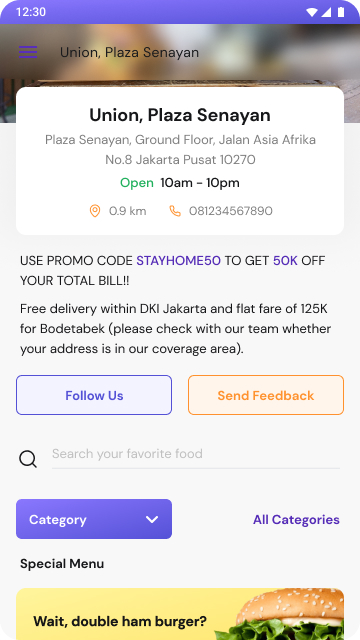 12:30
Union, Plaza Senayan
Union, Plaza Senayan
Plaza Senayan, Ground Floor, Jalan Asia Afrika
No.8 Jakarta Pusat 10270
Open 10am - 10pm
0.9 km 081234567890
USE PROMO CODE STAYHOME50 TO GET 50K OFF
YOUR TOTAL BILL!!
Free delivery within DKI Jakarta and flat fare of 125K
for Bodetabek (please check with our team whether
your address is in our coverage area).
Follow Us Send Feedback
Search your favorite food
Category All Categories
Special Menu
Wait, double ham burger?